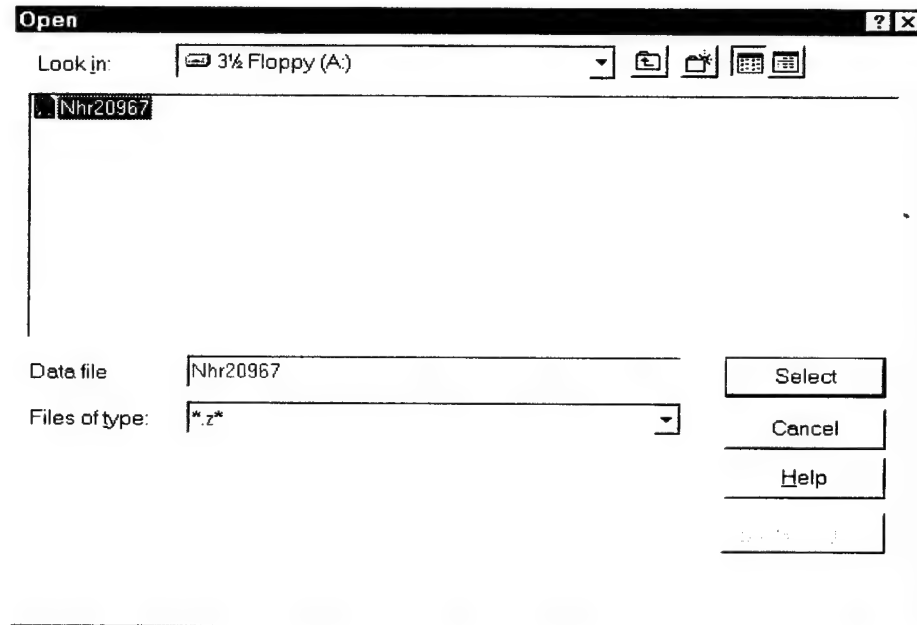 Open
Look in: 3½ Floppy (A:)
Nhr20967
Data file Nhr20967 Select
Files of type: *.z* Cancel
Help